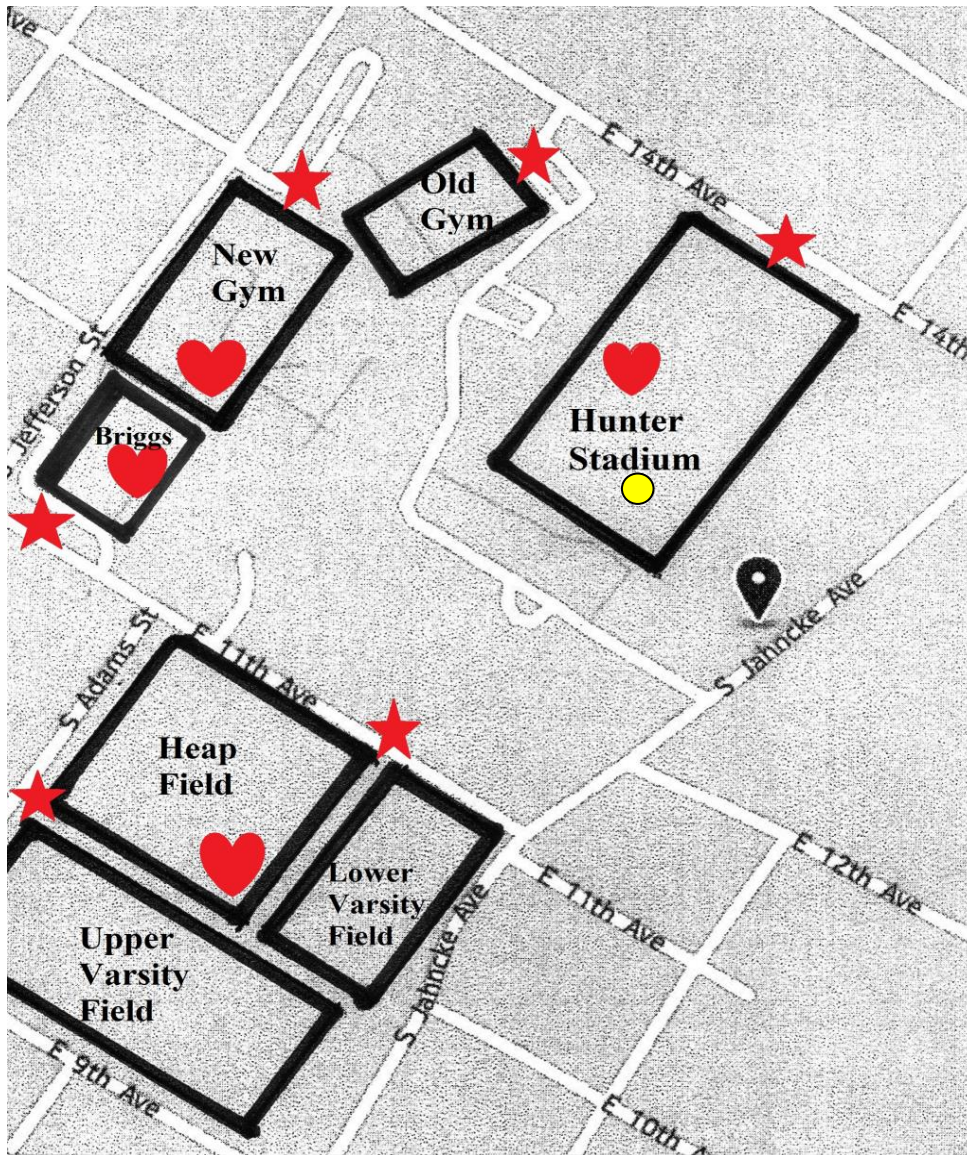 Ave
E 14th Ave
Old
Gym
New
Gym
E 14th
S Jefferson St
Briggs
Hunter
Stadium
S Jahncke Ave
S Adams St
E 11th Ave
Heap
Field
E 12th Ave
Lower
Varsity
Field
E 11th Ave
Upper
Varsity
Field
S Jahncke Ave
E 9th Ave
E 10th A